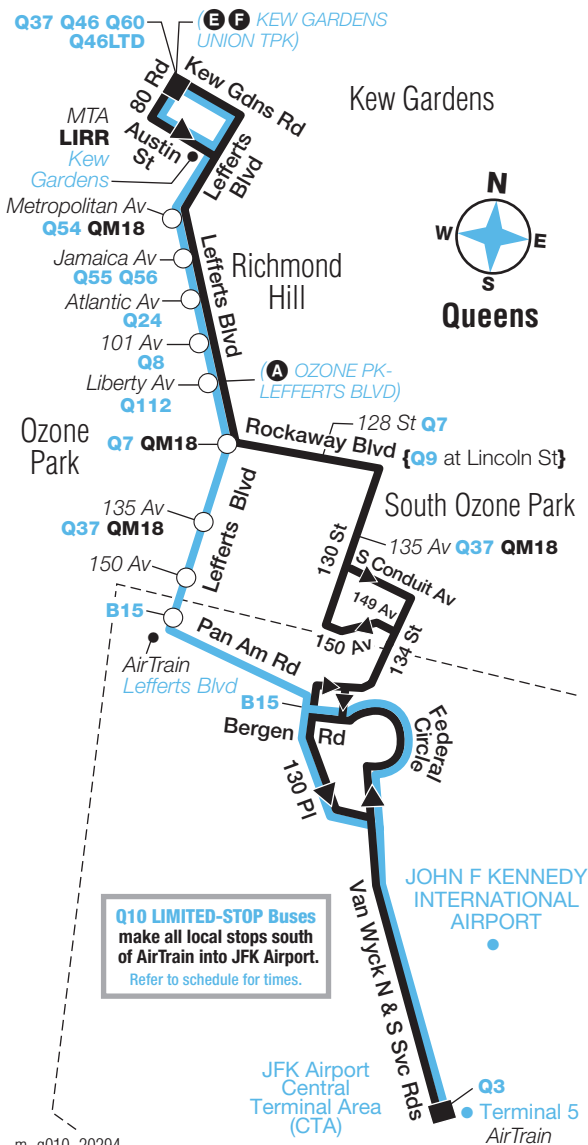 Q37 Q46 Q60
Q46LTD
(E F KEW GARDENS
UNION TPK)
80 Rd
Kew Gdns Rd
Kew Gardens
MTA
LIRR
Kew
Gardens
Austin
St
Lefferts
Blvd
N
W
E
S
Queens
Metropolitan Av
Q54 QM18
Jamaica Av
Q55 Q56
Lefferts Blvd
Richmond
Hill
Atlantic Av
Q24
101 Av
Q8
Liberty Av
Q112
(A OZONE PK-
LEFFERTS BLVD)
Ozone
Park
Q7 QM18
Rockaway Blvd
128 St Q7
{Q9 at Lincoln St}
South Ozone Park
Lefferts Blvd
135 Av
Q37 QM18
130 St
135 Av Q37 QM18
150 Av
S Conduit Av
149 Av
150 Av
134 St
B15
AirTrain
Lefferts Blvd
Pan Am Rd
B15
Bergen Rd
Federal
Circle
130 Pl
Q10 LIMITED-STOP Buses
make all local stops south
of AirTrain into JFK Airport.
Refer to schedule for times.
JOHN F KENNEDY
INTERNATIONAL
AIRPORT
Van Wyck N & S Svc Rds
JFK Airport
Central
Terminal Area
(CTA)
Q3
Terminal 5
AirTrain
m_q010_20294